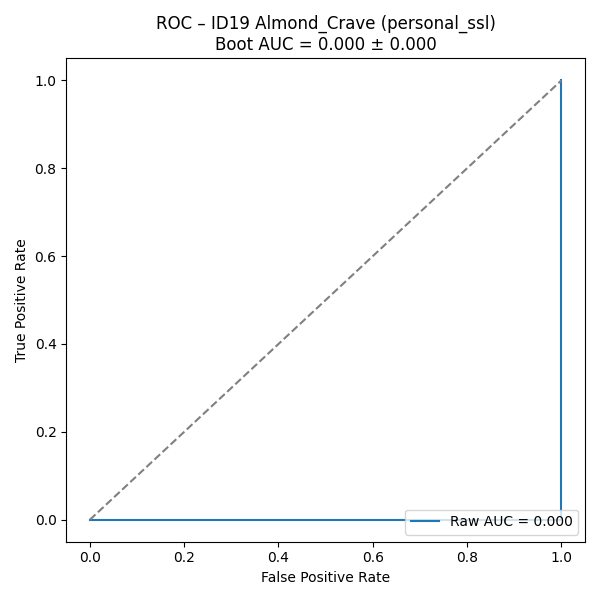 ROC – ID19 Almond_Crave (personal_ssl)
Boot AUC = 0.000 ± 0.000
1.0
0.8
0.6
0.4
0.2
0.0
True Positive Rate
Raw AUC = 0.000
0.0 0.2 0.4 0.6 0.8 1.0
False Positive Rate